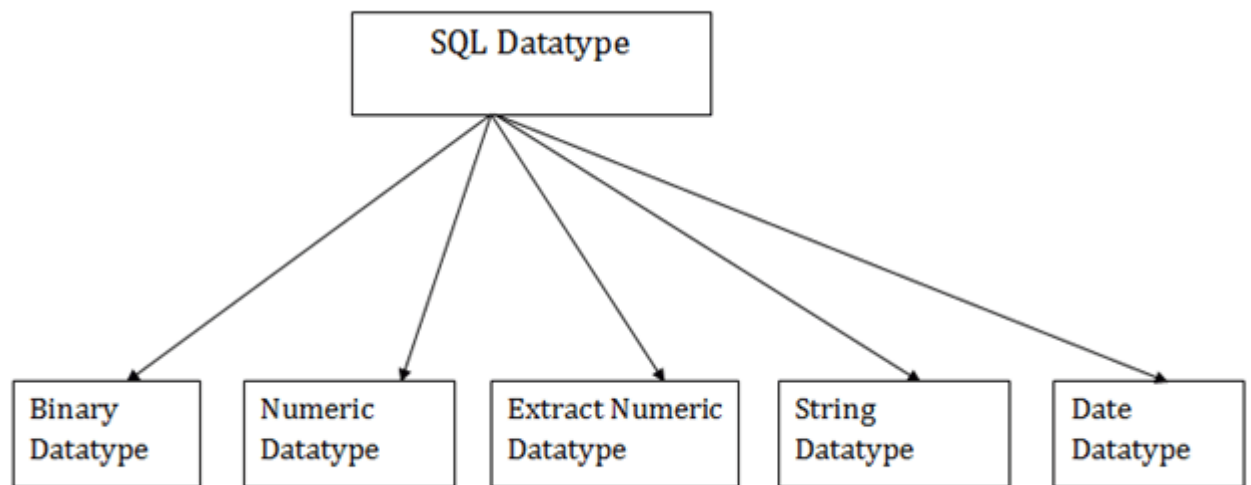 SQL Datatype
Binary
Datatype
Numeric
Datatype
Extract Numeric
Datatype
String
Datatype
Date
Datatype